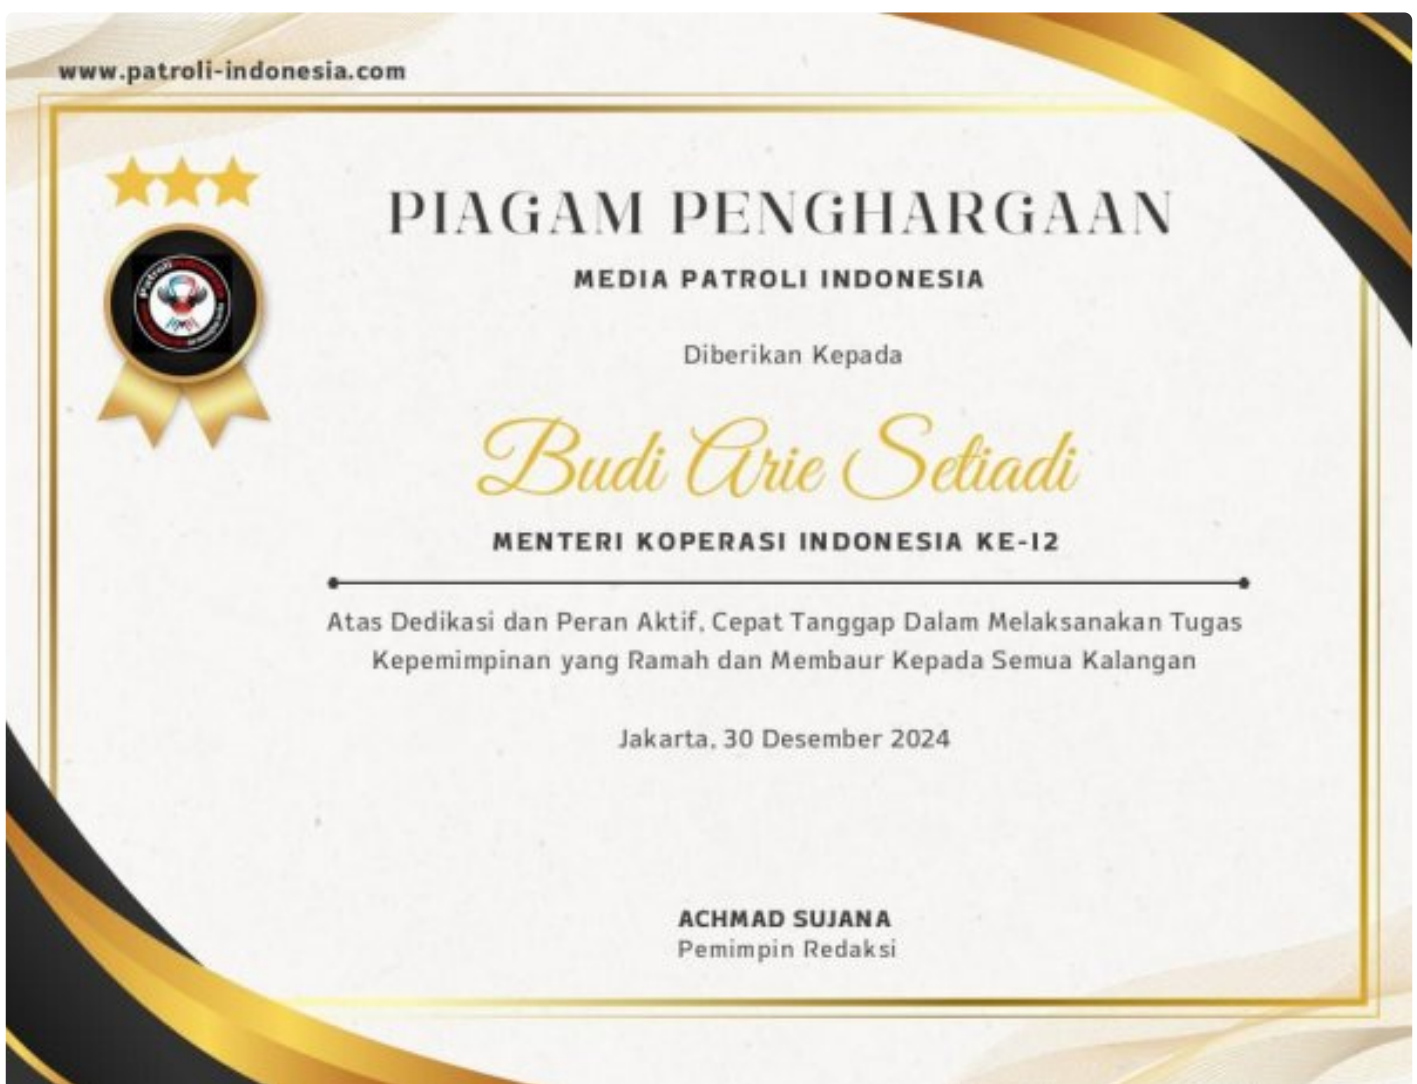 www.patroli-indonesia.com
PIAGAM PENGHARGAAN
MEDIA PATROLI INDONESIA
Diberikan Kepada
Budi Arie Setiadi
MENTERI KOPERASI INDONESIA KE-12
Atas Dedikasi dan Peran Aktif, Cepat Tanggap Dalam Melaksanakan Tugas
Kepemimpinan yang Ramah dan Membaur Kepada Semua Kalangan
Jakarta, 30 Desember 2024
ACHMAD SUJANA
Pemimpin Redaksi